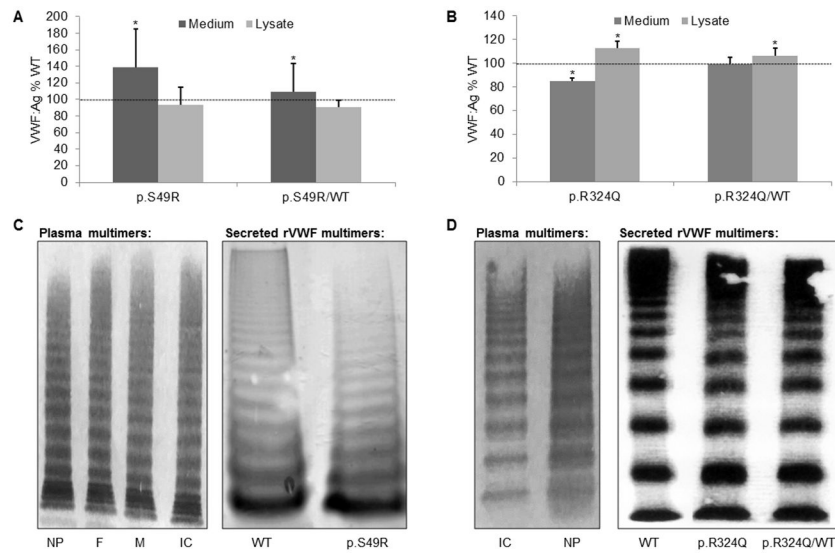 A
VWF:Ag % WT
200
180
160
140
120
100
80
60
40
20
0
Medium
Lysate
*
*
p.S49R
p.S49R/WT
B
VWF:Ag % WT
140
120
100
80
60
40
20
0
Medium
Lysate
*
*
*
p.R324Q
p.R324Q/WT
C
Plasma multimers:
Secreted rVWF multimers:
NP
F
M
IC
WT
p.S49R
D
Plasma multimers:
Secreted rVWF multimers:
IC
NP
WT
p.R324Q
p.R324Q/WT